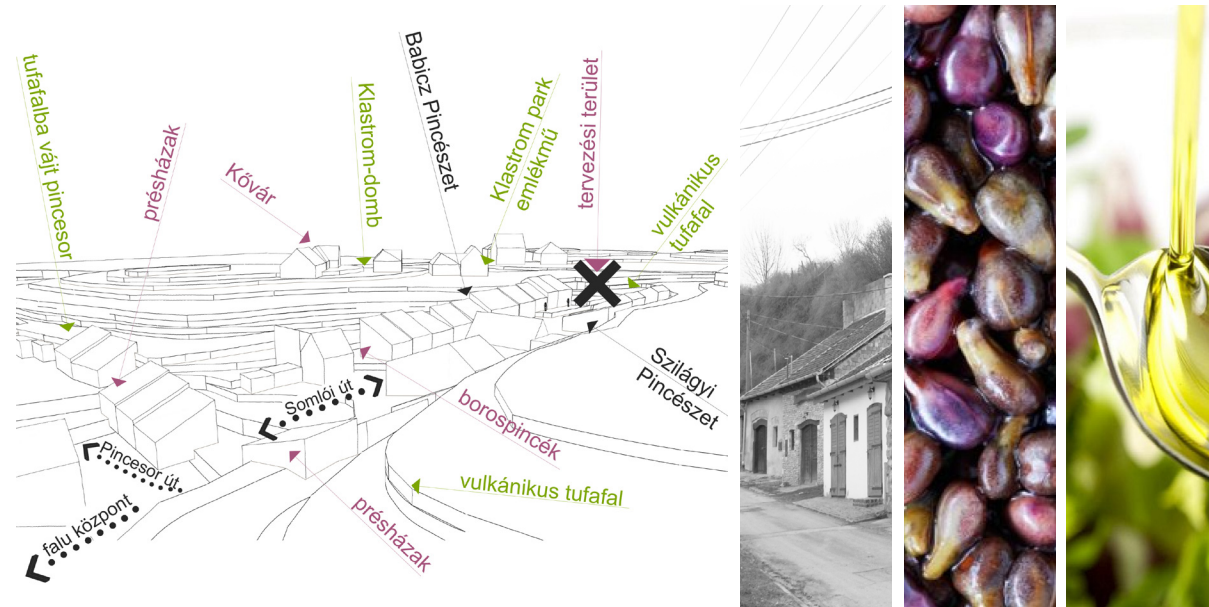 tufafalba vájt pincesor
présházak
Kővár
Klastrom-domb
Babicz Pincészet
Klastrom park
emlékmű
tervezési terület
vulkánikus
tufafal
Szilágyi
Pincészet
Somlói út
borospincék
Pincesor út
vulkánikus tufafal
falu központ
présházak